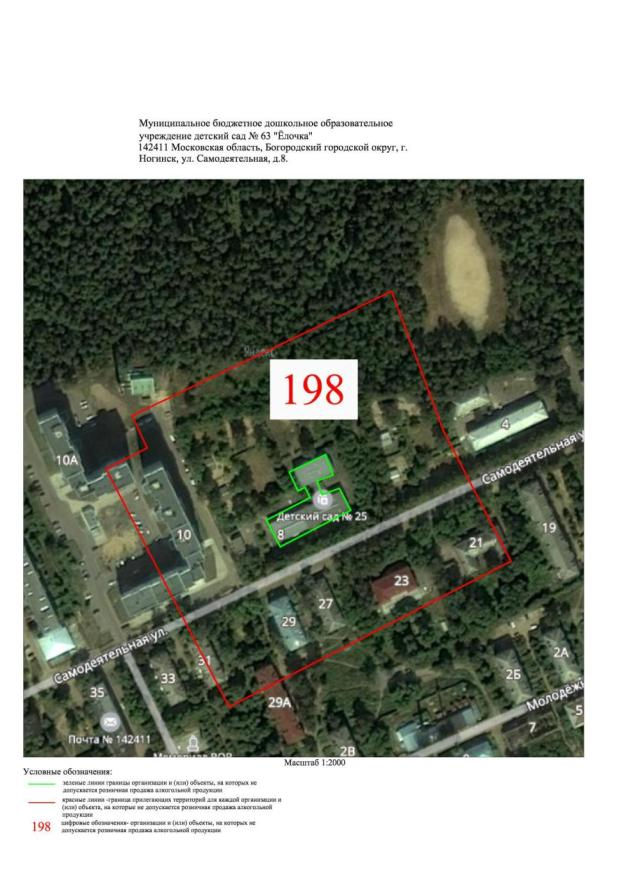 Муниципальное бюджетное дошкольное образовательное
учреждение детский сад № 63 "Ёлочка"
142411 Московская область, Богородский городской округ, г.
Ногинск, ул. Самодеятельная, д.8.
198
10А
4
Самодеятельная у
Детский сад № 25
8
10
19
21
23
27
29
31
33
Самодеятельная ул.
35
29А
2А
2Б
Молодёж
5
7
Почта № 142411
Мемориал ВОВ
2В
Масштаб 1:2000
Условные обозначения:
зеленые линии границы организации и (или) объекты, на которых не
допускается розничная продажа алкогольной продукции
красные линии -граница прилегающих территорий для каждой организации и
(или) объекта, на которые не допускается розничная продажа алкогольной
продукции
198
цифровые обозначения- организации и (или) объекты, на которых не
допускается розничная продажа алкогольной продукции